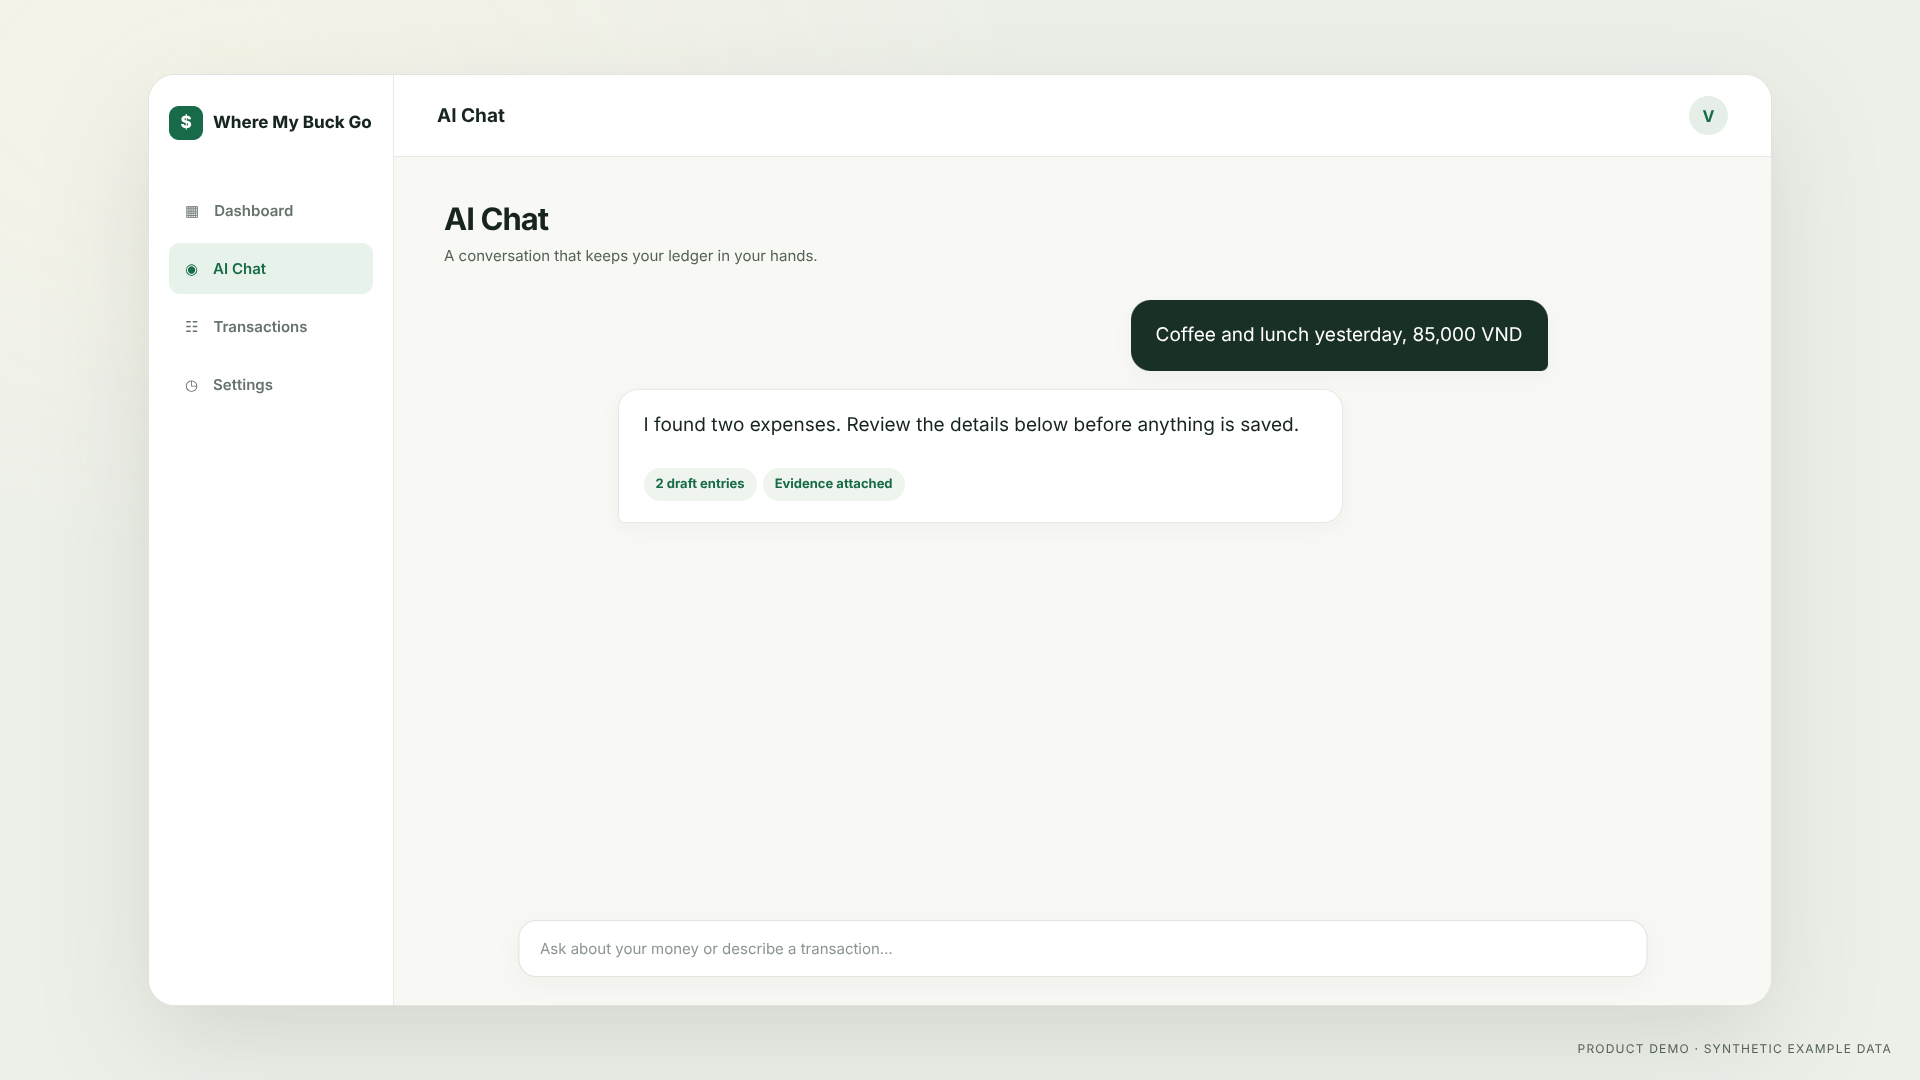 $ Where My Buck Go
Dashboard
AI Chat
Transactions
Settings
AI Chat
V
AI Chat
A conversation that keeps your ledger in your hands.
Coffee and lunch yesterday, 85,000 VND
I found two expenses. Review the details below before anything is saved.
2 draft entries Evidence attached
Ask about your money or describe a transaction...
PRODUCT DEMO · SYNTHETIC EXAMPLE DATA